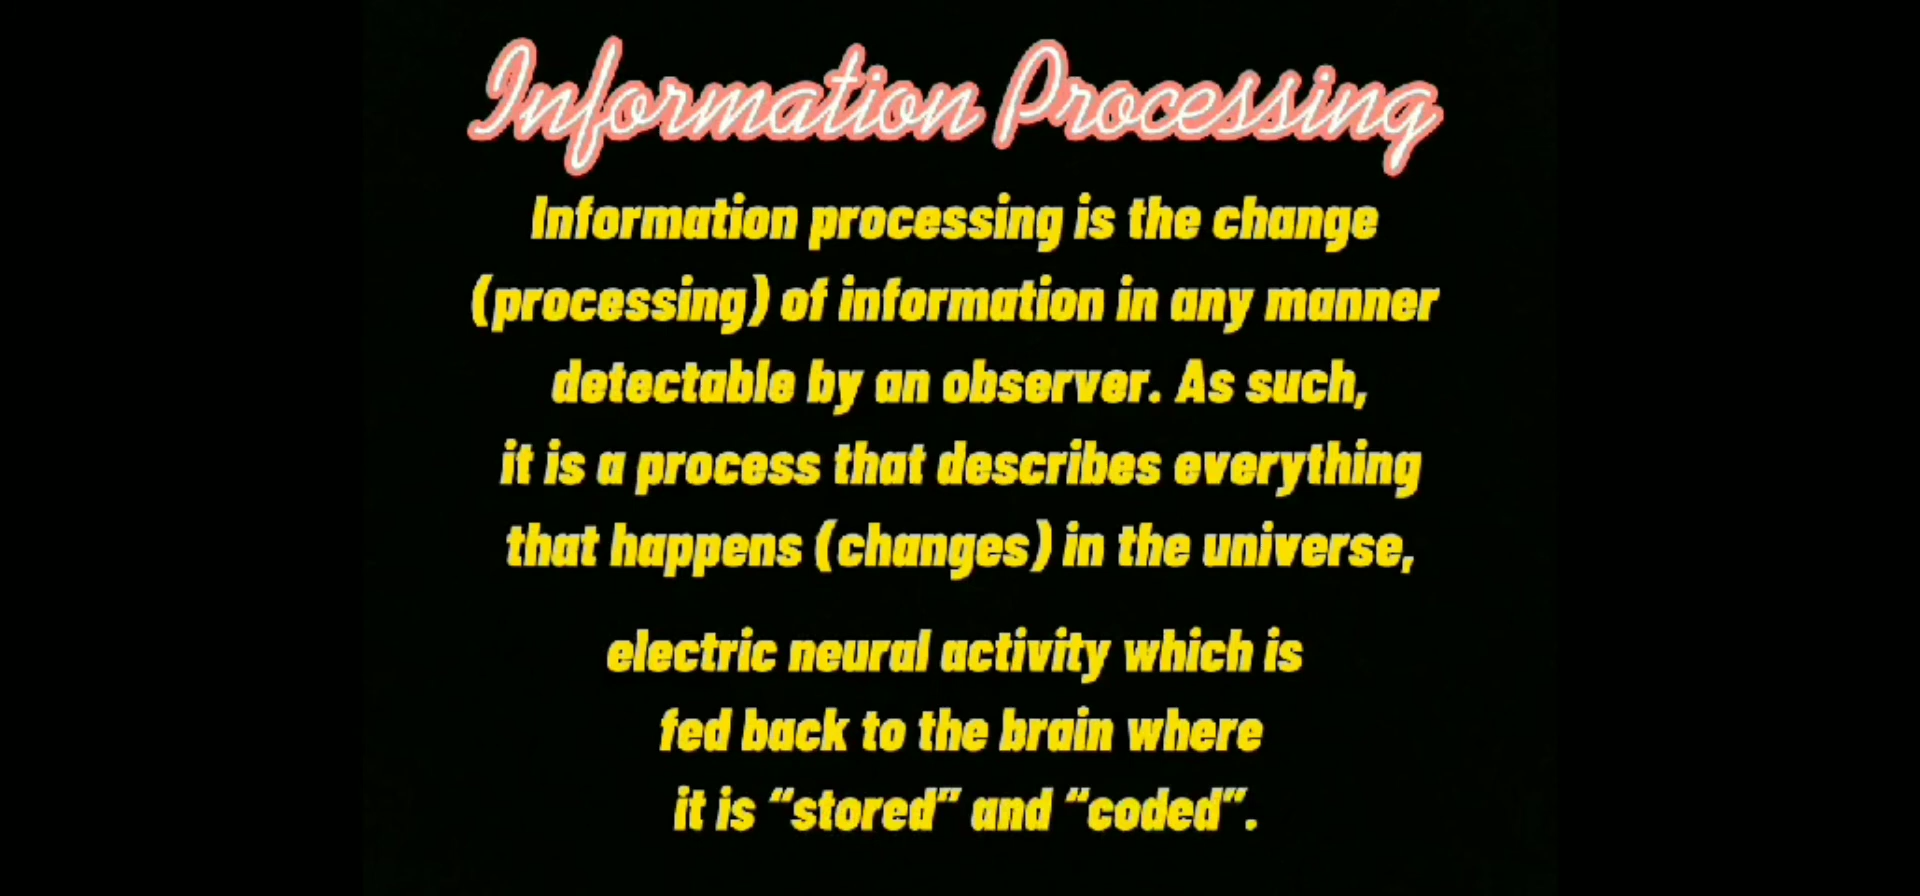 Information Processing
Information processing is the change
(processing) of information in any manner
detectable by an observer. As such,
it is a process that describes everything
that happens (changes) in the universe,
electric neural activity which is
fed back to the brain where
it is “stored” and “coded”.